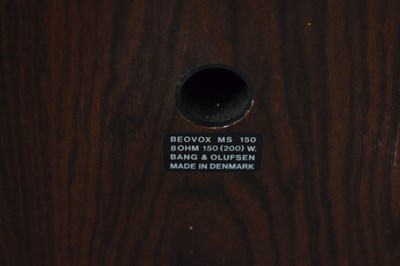 BEOVOX MS 150
8 OHM 150 (200) W.
BANG & OLUFSEN
MADE IN DENMARK